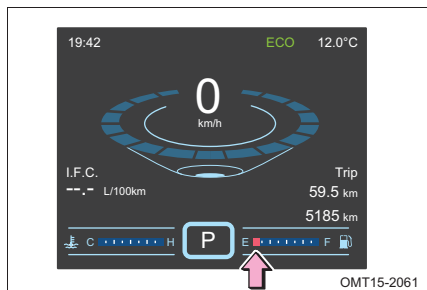 19:42 ECO 12.0°C
0
km/h
I.F.C. Trip
--.- L/100km 59.5 km
5185 km
C H P E F
OMT15-2061